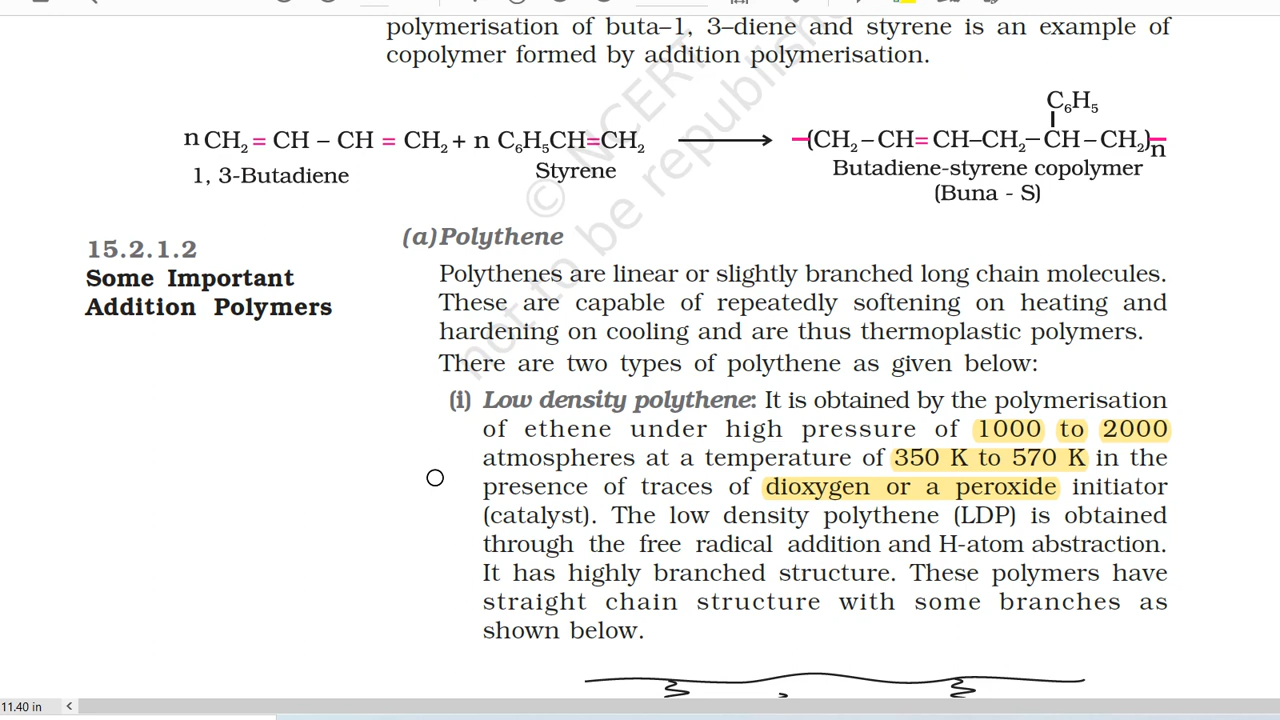 polymerisation of buta–1, 3–diene and styrene is an example of
copolymer formed by addition polymerisation.
C₆H₅
n CH₂ = CH – CH = CH₂ + n C₆H₅CH=CH₂ ⟶ –(CH₂–CH=CH–CH₂–CH–CH₂)–n
1, 3-Butadiene Styrene Butadiene-styrene copolymer
(Buna - S)
© NCERT
not to be republishe
15.2.1.2
Some Important
Addition Polymers
(a) Polythene
Polythenes are linear or slightly branched long chain molecules.
These are capable of repeatedly softening on heating and
hardening on cooling and are thus thermoplastic polymers.
There are two types of polythene as given below:
(i) Low density polythene: It is obtained by the polymerisation
of ethene under high pressure of 1000 to 2000
atmospheres at a temperature of 350 K to 570 K in the
presence of traces of dioxygen or a peroxide initiator
(catalyst). The low density polythene (LDP) is obtained
through the free radical addition and H-atom abstraction.
It has highly branched structure. These polymers have
straight chain structure with some branches as
shown below.
11.40 in